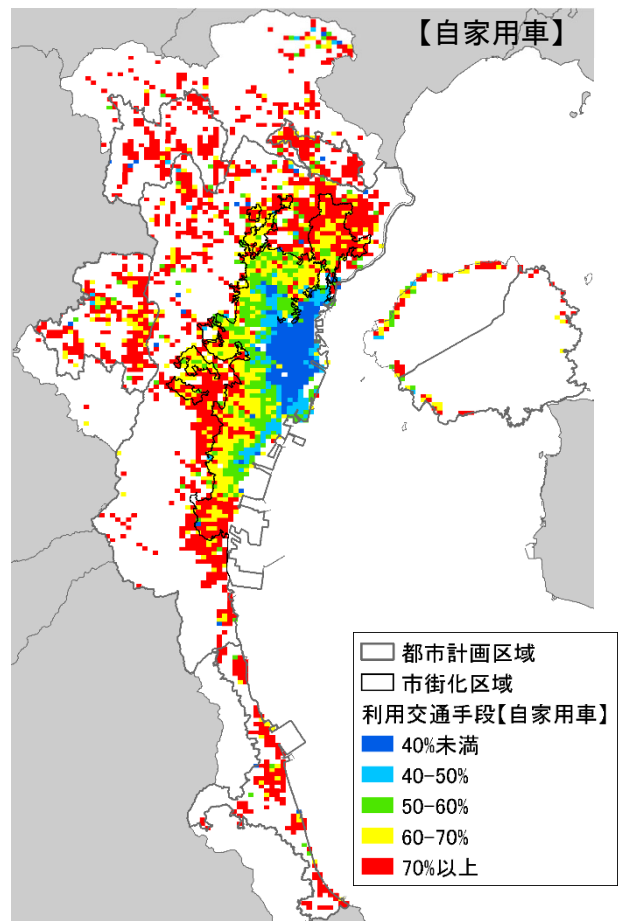 【自家用車】
都市計画区域
市街化区域
利用交通手段【自家用車】
40%未満
40-50%
50-60%
60-70%
70%以上